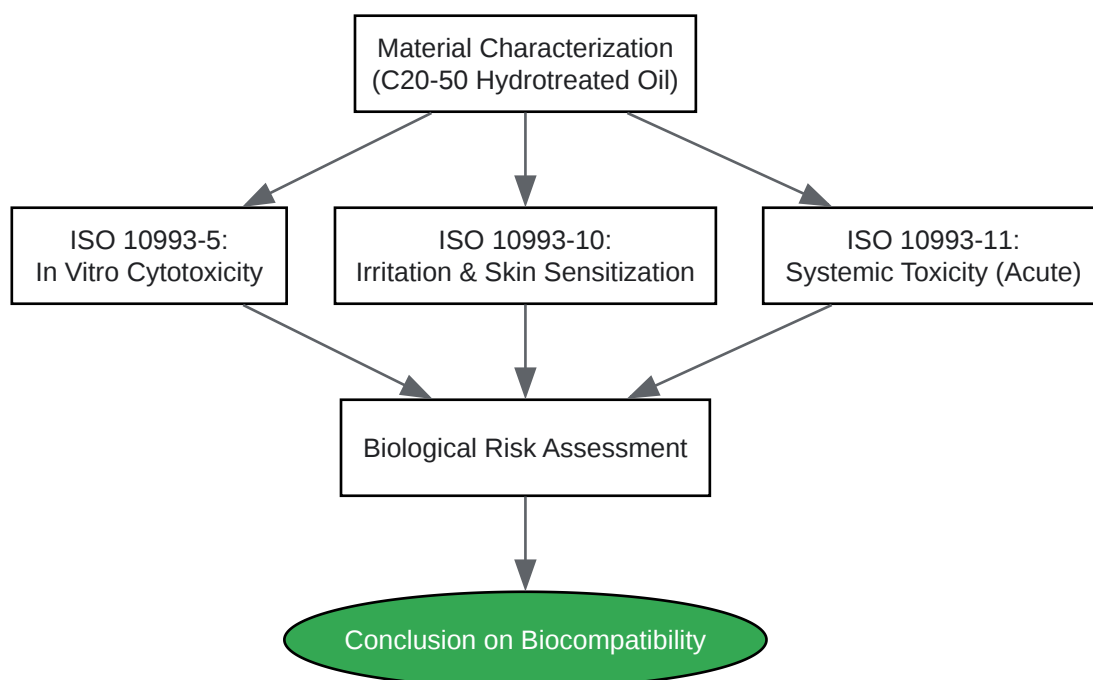 Material Characterization
(C20-50 Hydrotreated Oil)
ISO 10993-5:
In Vitro Cytotoxicity
ISO 10993-10:
Irritation & Skin Sensitization
ISO 10993-11:
Systemic Toxicity (Acute)
Biological Risk Assessment
Conclusion on Biocompatibility